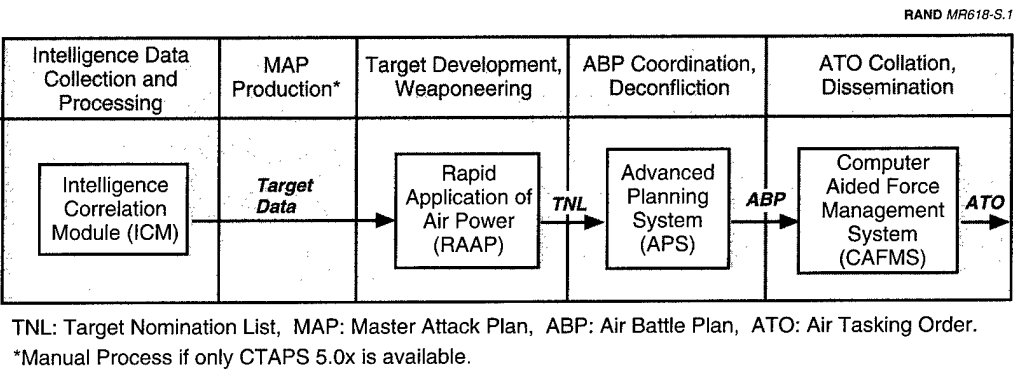 RAND MR618-S.1
Intelligence Data
Collection and
Processing
MAP
Production*
Target Development,
Weaponeering
ABP Coordination,
Deconfliction
ATO Collation,
Dissemination
Intelligence
Correlation
Module (ICM)
Target
Data
Rapid
Application of
Air Power
(RAAP)
TNL
Advanced
Planning
System
(APS)
ABP
Computer
Aided Force
Management
System
(CAFMS)
ATO
TNL: Target Nomination List, MAP: Master Attack Plan, ABP: Air Battle Plan, ATO: Air Tasking Order.
*Manual Process if only CTAPS 5.0x is available.